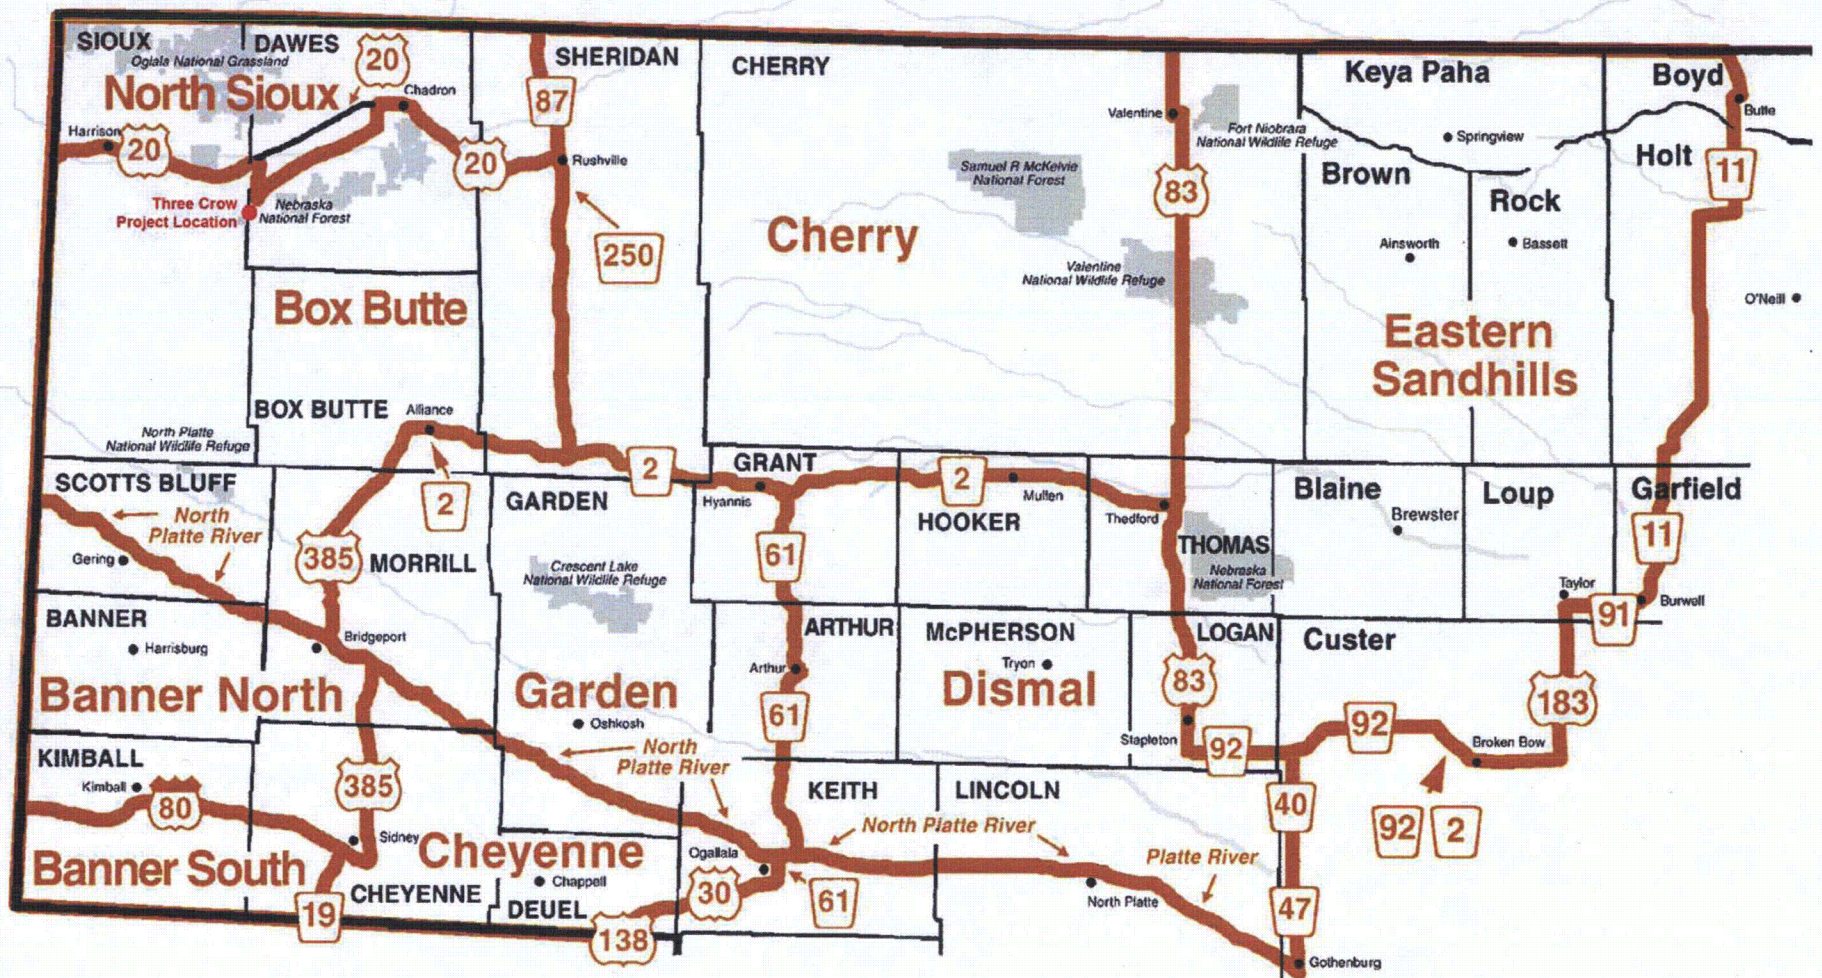 SIOUX
Oglala National Grassland
DAWES
20
North Sioux
Chadron
Harrison
20
20
Three Crow
Project Location
Nebraska
National Forest
SHERIDAN
87
Rushville
250
CHERRY
Cherry
Samuel R McKelvie
National Forest
Valentine
Fort Niobrara
National Wildlife Refuge
83
Valentine
National Wildlife Refuge
Keya Paha
Springview
Boyd
Butte
Holt
11
Brown
Rock
Ainsworth
Bassett
O'Neill
Eastern
Sandhills
Box Butte
BOX BUTTE
Alliance
North Platte
National Wildlife Refuge
SCOTTS BLUFF
North
Platte River
Gering
2
385
MORRILL
GARDEN
Crescent Lake
National Wildlife Refuge
2
GRANT
Hyannis
61
2
Mullen
HOOKER
Thedford
THOMAS
Nebraska
National Forest
Blaine
Brewster
Loup
Garfield
11
Taylor
91
Burwell
BANNER
Harrisburg
Bridgeport
Banner North
Garden
Oshkosh
North
Platte River
ARTHUR
Arthur
61
McPHERSON
Tryon
Dismal
LOGAN
83
Stapleton
92
Custer
92
Broken Bow
183
92
2
40
KIMBALL
Kimball
80
385
Sidney
Banner South
19
CHEYENNE
Cheyenne
Chappell
DEUEL
138
30
Ogallala
61
KEITH
LINCOLN
North Platte River
North Platte
Platte River
47
Gothenburg